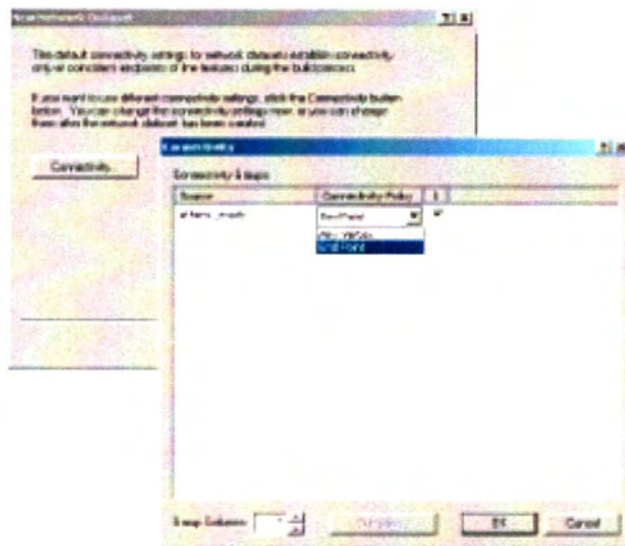 New Network Dataset
The default connectivity settings for network datasets establish connectivity
only at coincident endpoints of the features during the build process.
If you want to use different connectivity settings, click the Connectivity button
below. You can change the connectivity settings now, or you can change
them after the network dataset has been created.
Connectivity...
Connectivity
Connectivity Groups
Source Connectivity Policy 1
End Point
Any Vertex
End Point
Group Columns: OK Cancel